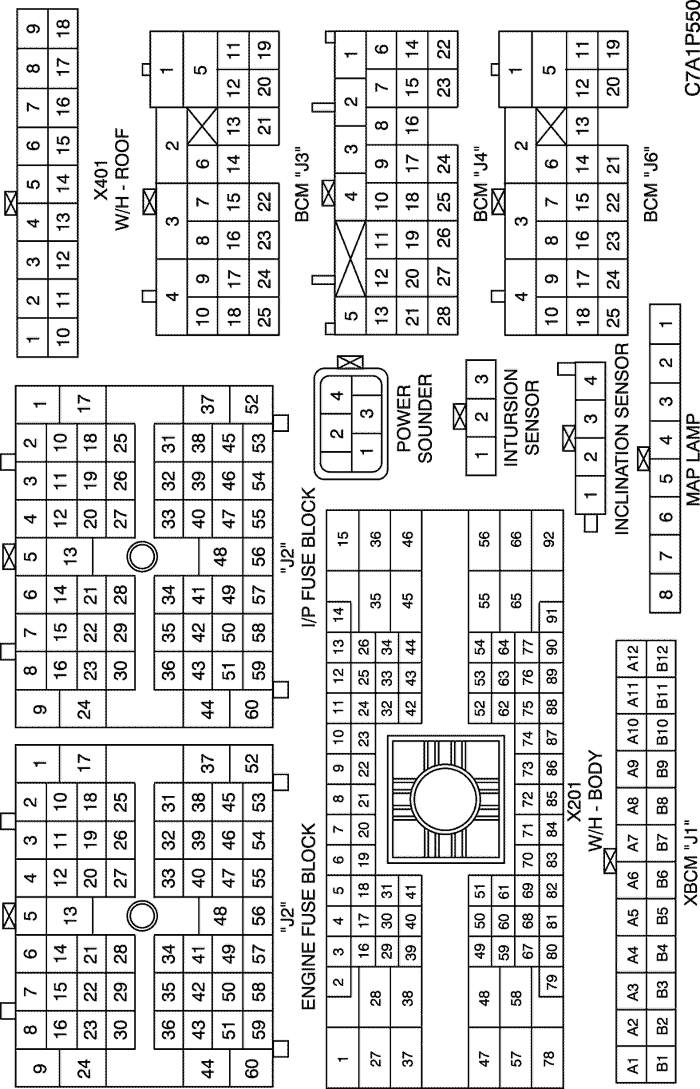 9 8 7 6 5 4 3 2 1
24 16 15 14 13 12 11 10 17
23 22 21 20 19 18
30 29 28 27 26 25
36 35 34 33 32 31
44 43 42 41 40 39 38 37
51 50 49 48 47 46 45
60 59 58 57 56 55 54 53 52
"J2"
ENGINE FUSE BLOCK
9 8 7 6 5 4 3 2 1
24 16 15 14 13 12 11 10 17
23 22 21 20 19 18
30 29 28 27 26 25
36 35 34 33 32 31
44 43 42 41 40 39 38 37
51 50 49 48 47 46 45
60 59 58 57 56 55 54 53 52
"J2"
I/P FUSE BLOCK
1 2 3 4 5 6 7 8 9
10 11 12 13 14 15 16 17 18
X401
W/H - ROOF
4 3 2 1
10 9 8 7 6 5
18 17 16 15 14 13 12 11
25 24 23 22 21 20 19
BCM "J3"
1 2 3 4 5 6 7 8 9 10 11 12 13 14 15
16 17 18 19 20 21 22 23 24 25 26
27 28 29 30 31 32 33 34 35 36
37 38 39 40 41 42 43 44 45 46
47 48 49 50 51 52 53 54 55 56
57 58 59 60 61 62 63 64 65 66
67 68 69 70 71 72 73 74 75 76 77
78 79 80 81 82 83 84 85 86 87 88 89 90 91 92
X201
W/H - BODY
2 4
1 3
POWER
SOUNDER
5 4 3 2 1
13 12 11 10 9 8 7 6
21 20 19 18 17 16 15 14
28 27 26 25 24 23 22
BCM "J4"
1 2 3
INTURSION
SENSOR
4 3 2 1
10 9 8 7 6 5
18 17 16 15 14 13 12 11
25 24 23 22 21 20 19
BCM "J6"
1 2 3 4
INCLINATION SENSOR
A1 A2 A3 A4 A5 A6 A7 A8 A9 A10 A11 A12
B1 B2 B3 B4 B5 B6 B7 B8 B9 B10 B11 B12
XBCM "J1"
8 7 6 5 4 3 2 1
MAP LAMP
C7A1P550